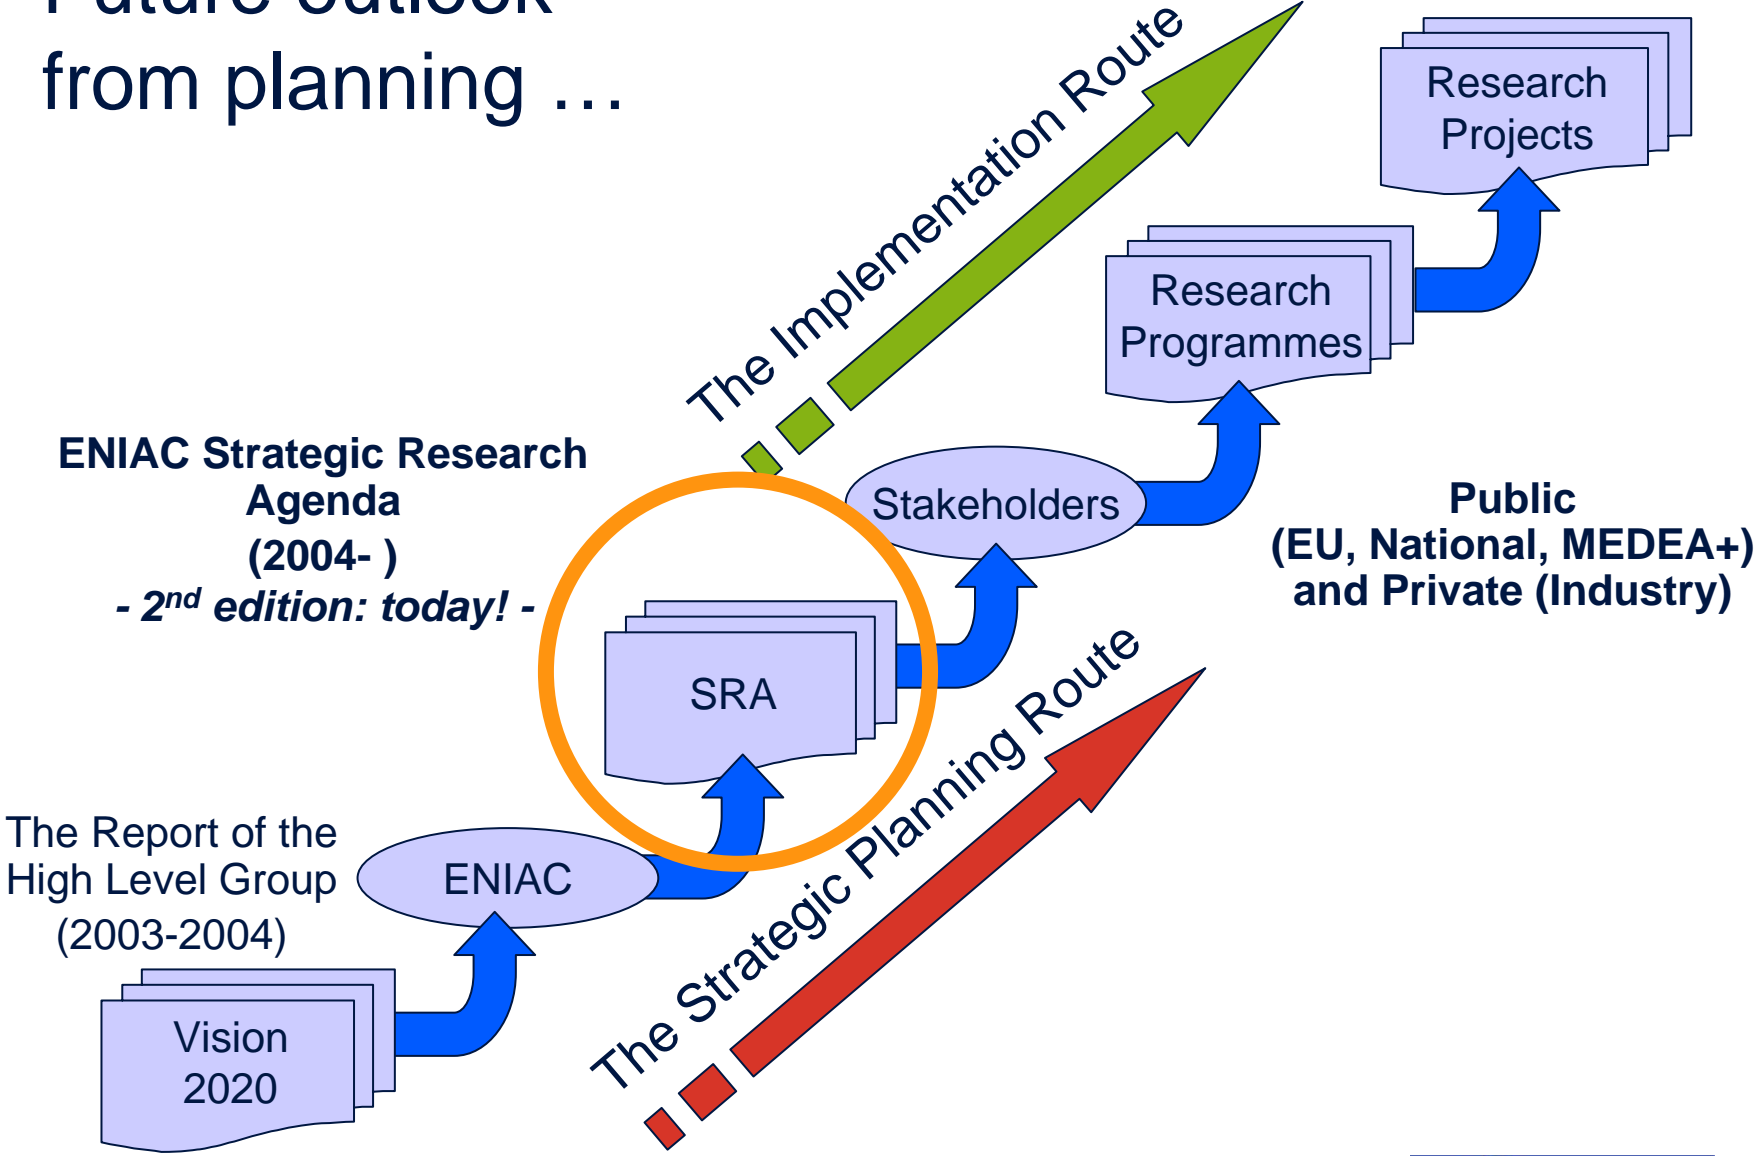 Future outlook
from planning …
The Implementation Route
Research
Projects
Research
Programmes
ENIAC Strategic Research
Agenda
(2004- )
- 2nd edition: today! -
Stakeholders
Public
(EU, National, MEDEA+)
and Private (Industry)
SRA
The Strategic Planning Route
The Report of the
High Level Group
(2003-2004)
ENIAC
Vision
2020